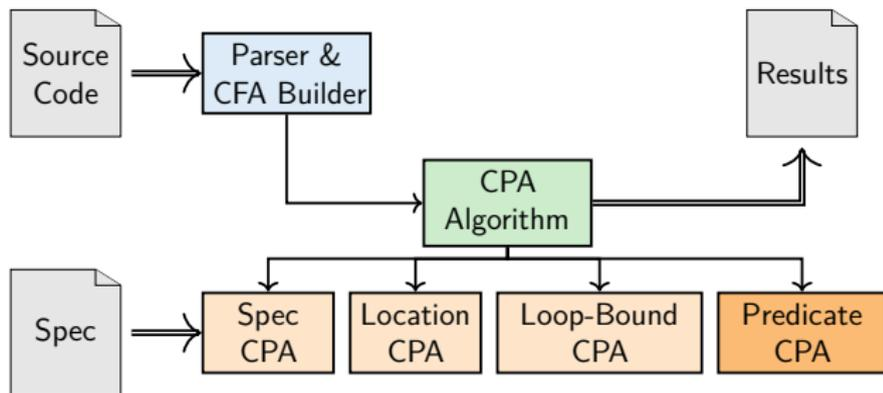 Source
Code
Parser &
CFA Builder
Results
CPA
Algorithm
Spec
Spec
CPA
Location
CPA
Loop-Bound
CPA
Predicate
CPA